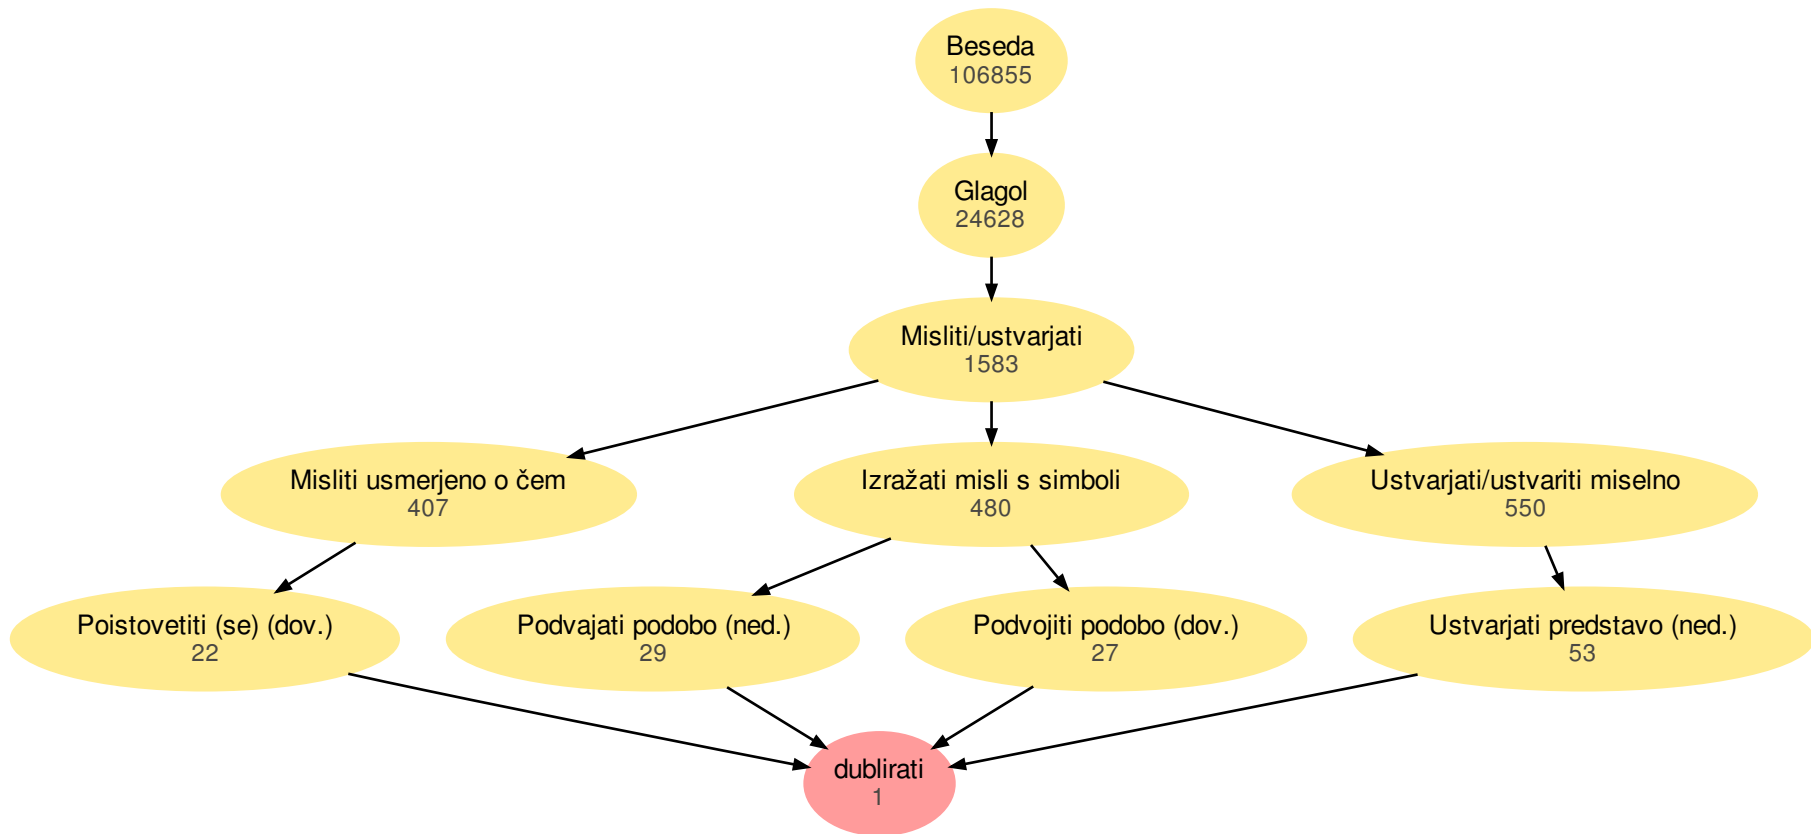 Beseda
106855
Glagol
24628
Misliti/ustvarjati
1583
Misliti usmerjeno o čem
407
Izražati misli s simboli
480
Ustvarjati/ustvariti miselno
550
Poistovetiti (se) (dov.)
22
Podvajati podobo (ned.)
29
Podvojiti podobo (dov.)
27
Ustvarjati predstavo (ned.)
53
dublirati
1